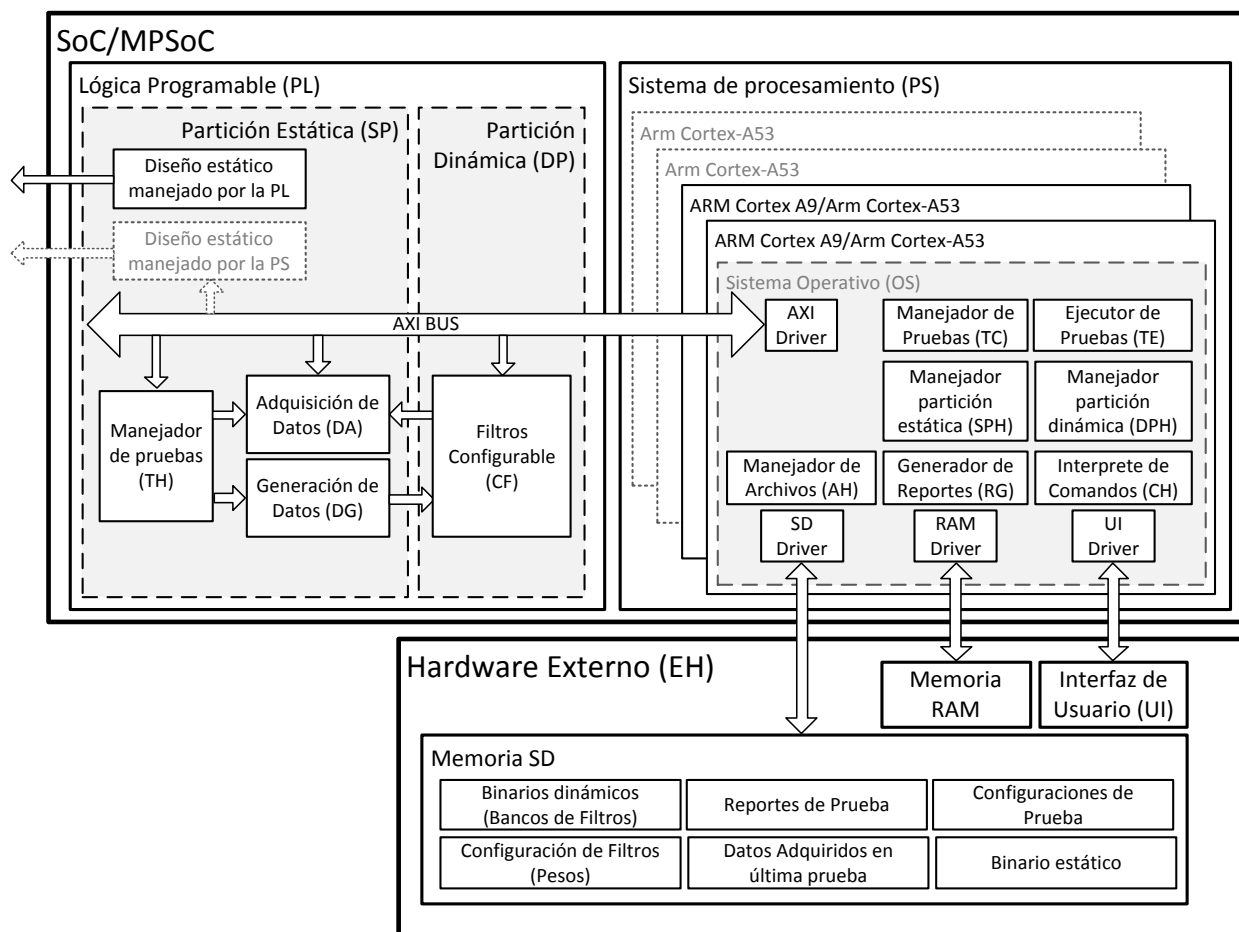 SoC/MPSoC
Lógica Programable (PL)
Partición Estática (SP)
Diseño estático
manejado por la PL
Diseño estático
manejado por la PS
Partición
Dinámica (DP)
AXI BUS
Manejador
de pruebas
(TH)
Adquisición de
Datos (DA)
Generación de
Datos (DG)
Filtros
Configurable
(CF)
Sistema de procesamiento (PS)
Arm Cortex-A53
Arm Cortex-A53
ARM Cortex A9/Arm Cortex-A53
ARM Cortex A9/Arm Cortex-A53
Sistema Operativo (OS)
AXI
Driver
Manejador de
Pruebas (TC)
Ejecutor de
Pruebas (TE)
Manejador
partición
estática (SPH)
Manejador
partición
dinámica (DPH)
Manejador de
Archivos (AH)
Generador de
Reportes (RG)
Interprete de
Comandos (CH)
SD
Driver
RAM
Driver
UI
Driver
Hardware Externo (EH)
Memoria
RAM
Interfaz de
Usuario (UI)
Memoria SD
Binarios dinámicos
(Bancos de Filtros)
Reportes de Prueba
Configuraciones de
Prueba
Configuración de Filtros
(Pesos)
Datos Adquiridos en
última prueba
Binario estático